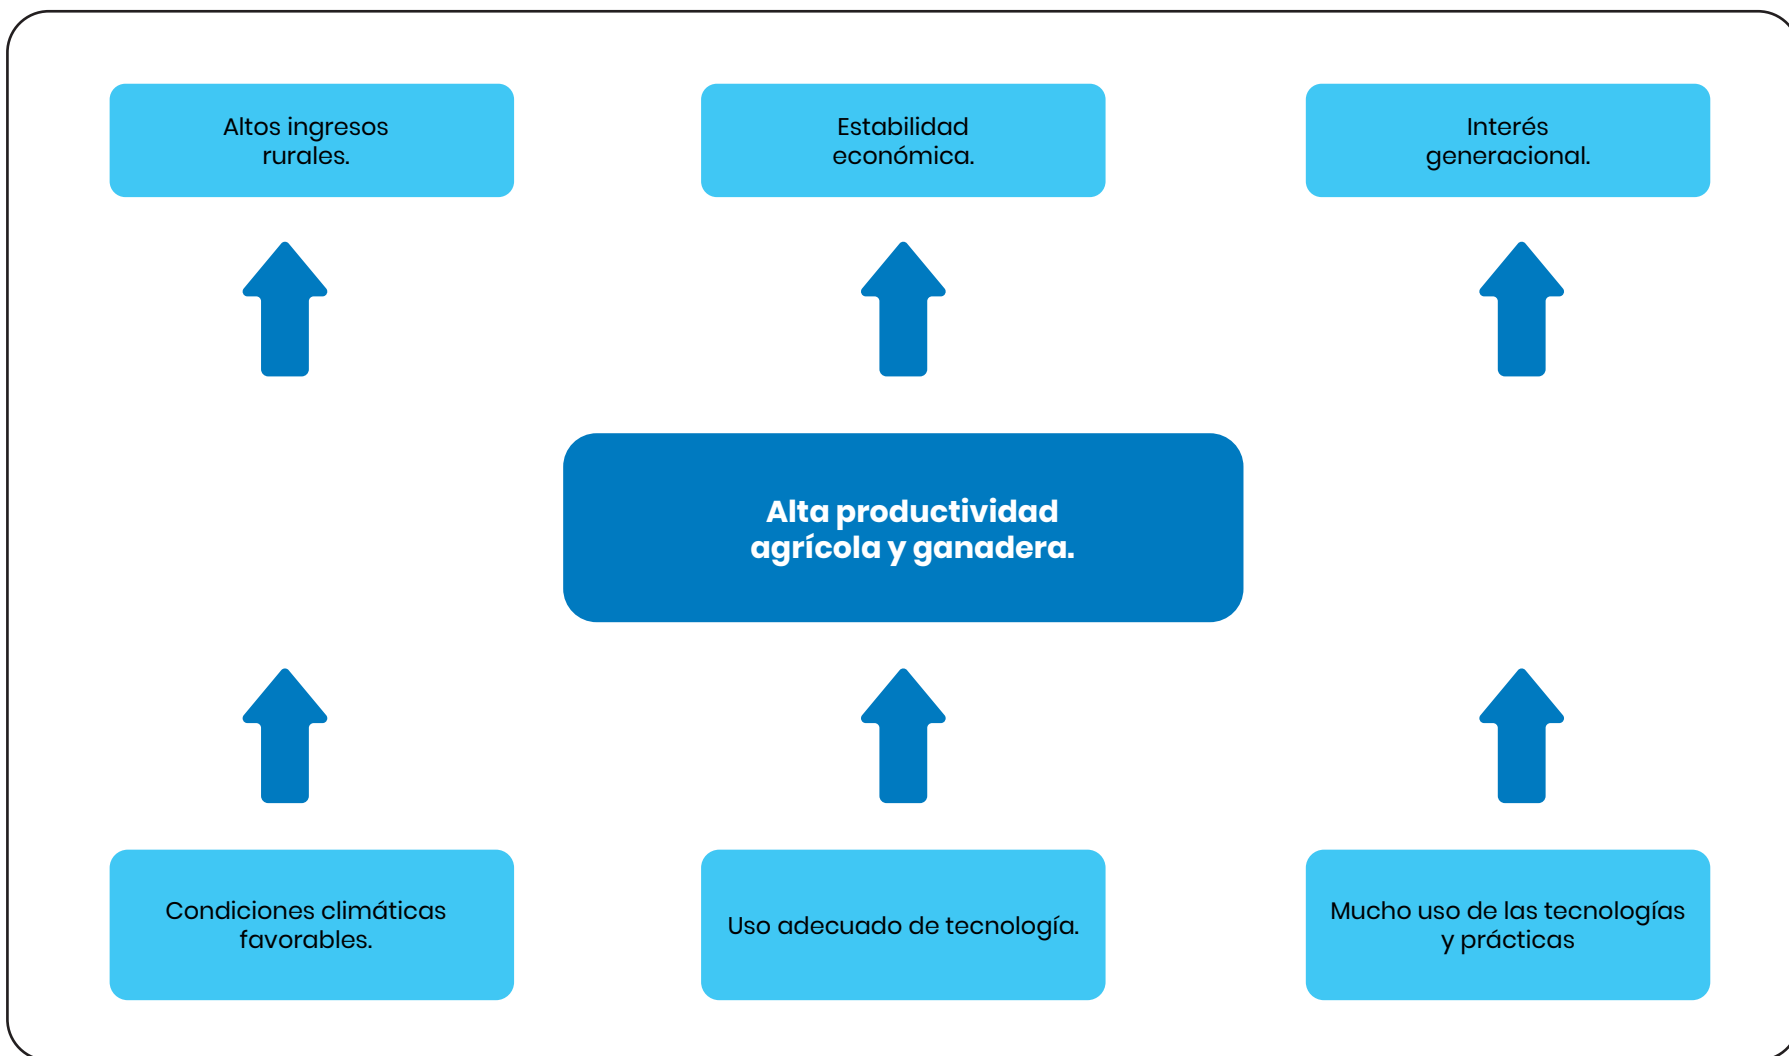 Altos ingresos
rurales.
Estabilidad
económica.
Interés
generacional.
Alta productividad
agrícola y ganadera.
Condiciones climáticas
favorables.
Uso adecuado de tecnología.
Mucho uso de las tecnologías
y prácticas